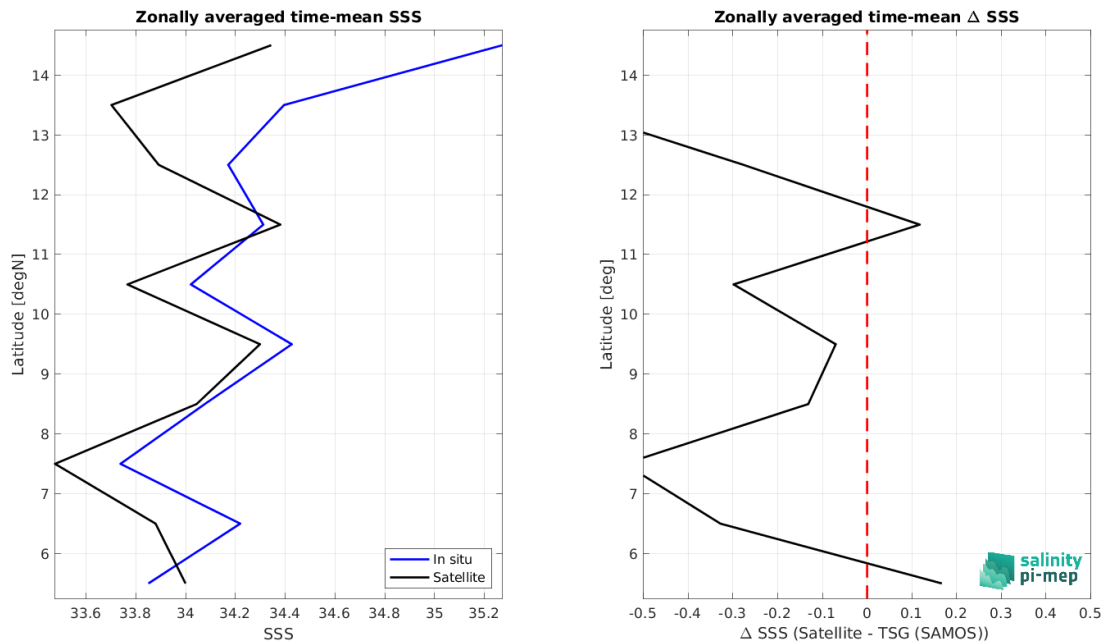 Zonally averaged time-mean SSS
14
13
12
11
10
9
8
7
6
Latitude [degN]
33.6 33.8 34 34.2 34.4 34.6 34.8 35 35.2
SSS
In situ
Satellite
Zonally averaged time-mean Δ SSS
14
13
12
11
10
9
8
7
6
Latitude [deg]
-0.5 -0.4 -0.3 -0.2 -0.1 0 0.1 0.2 0.3 0.4 0.5
Δ SSS (Satellite - TSG (SAMOS))
salinity
pi-mep